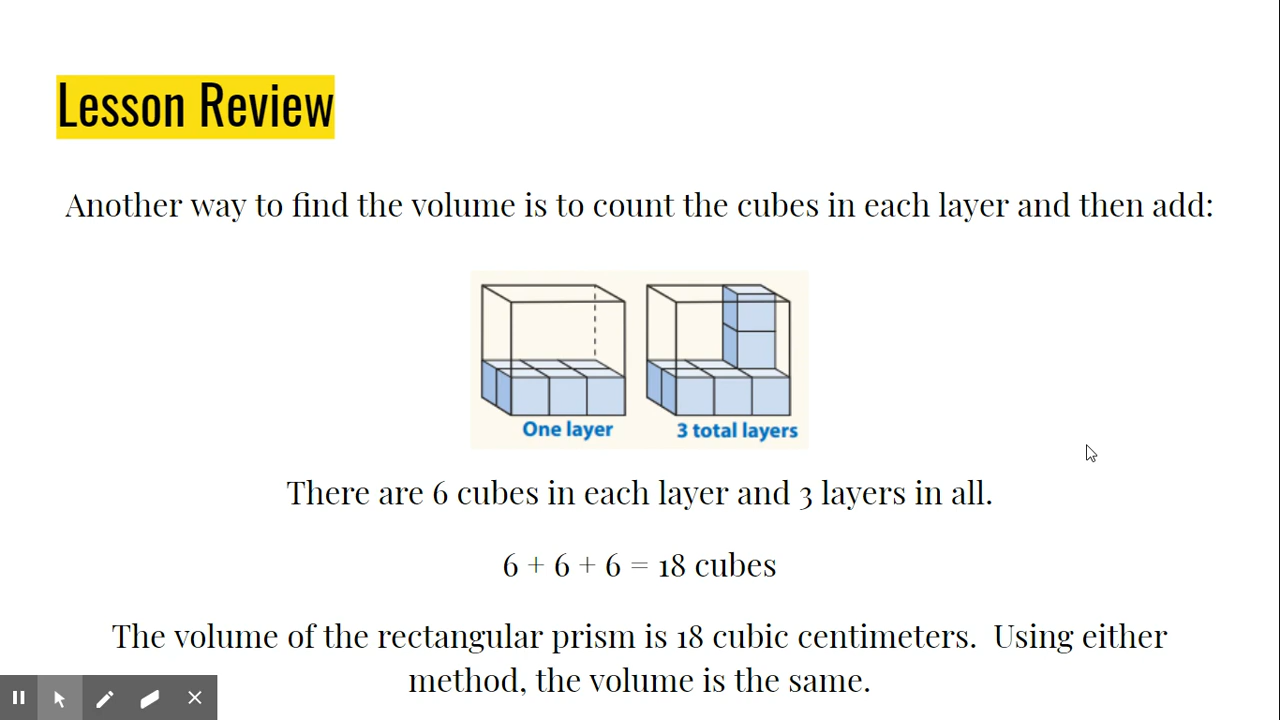 Lesson Review
Another way to find the volume is to count the cubes in each layer and then add:
One layer
3 total layers
There are 6 cubes in each layer and 3 layers in all.
6 + 6 + 6 = 18 cubes
The volume of the rectangular prism is 18 cubic centimeters.  Using either
method, the volume is the same.